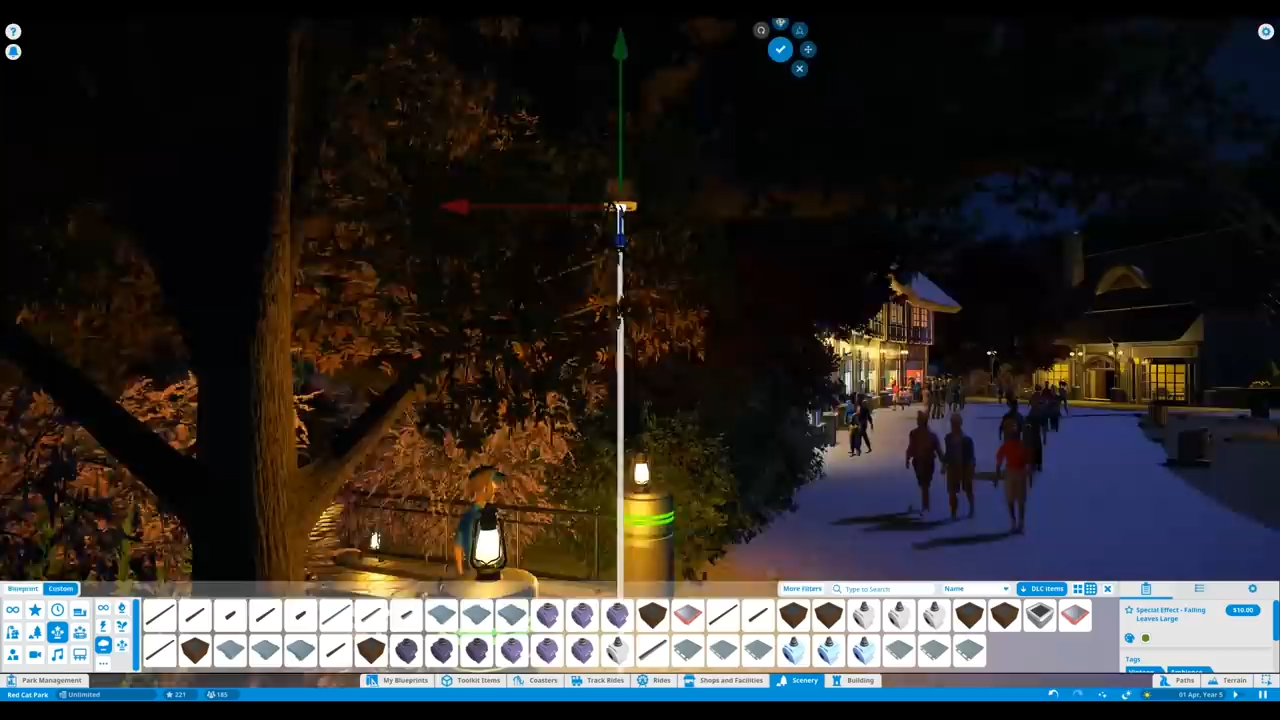 Blueprint
Custom
More Filters
Type to Search
Name
DLC items
Special Effect - Falling
Leaves Large
$10.00
Tags
Park Management
My Blueprints
Toolkit Items
Coasters
Track Rides
Rides
Shops and Facilities
Scenery
Building
Paths
Terrain
Red Cat Park
Unlimited
221
185
01 Apr, Year 5